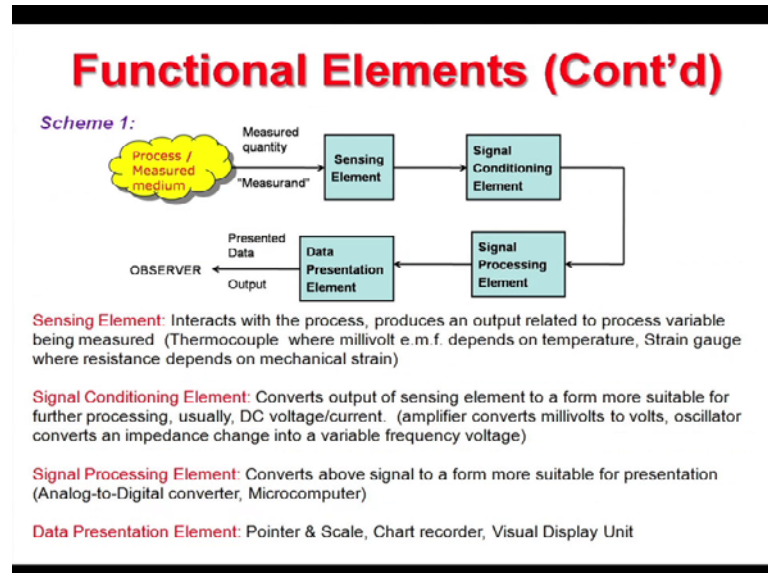 Functional Elements (Cont'd)
Scheme 1:
Process /
Measured
medium
Measured
quantity
"Measurand"
Sensing
Element
Signal
Conditioning
Element
Signal
Processing
Element
Data
Presentation
Element
Presented
Data
Output
OBSERVER
Sensing Element: Interacts with the process, produces an output related to process variable
being measured (Thermocouple where millivolt e.m.f. depends on temperature, Strain gauge
where resistance depends on mechanical strain)
Signal Conditioning Element: Converts output of sensing element to a form more suitable for
further processing, usually, DC voltage/current. (amplifier converts millivolts to volts, oscillator
converts an impedance change into a variable frequency voltage)
Signal Processing Element: Converts above signal to a form more suitable for presentation
(Analog-to-Digital converter, Microcomputer)
Data Presentation Element: Pointer & Scale, Chart recorder, Visual Display Unit